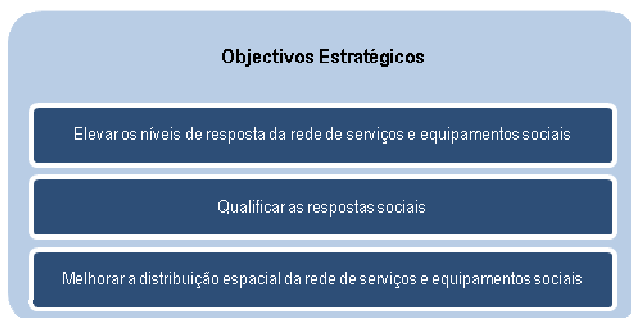 Objectivos Estratégicos
Elevar os níveis de resposta da rede de serviços e equipamentos sociais
Qualificar as respostas sociais
Melhorar a distribuição espacial da rede de serviços e equipamentos sociais